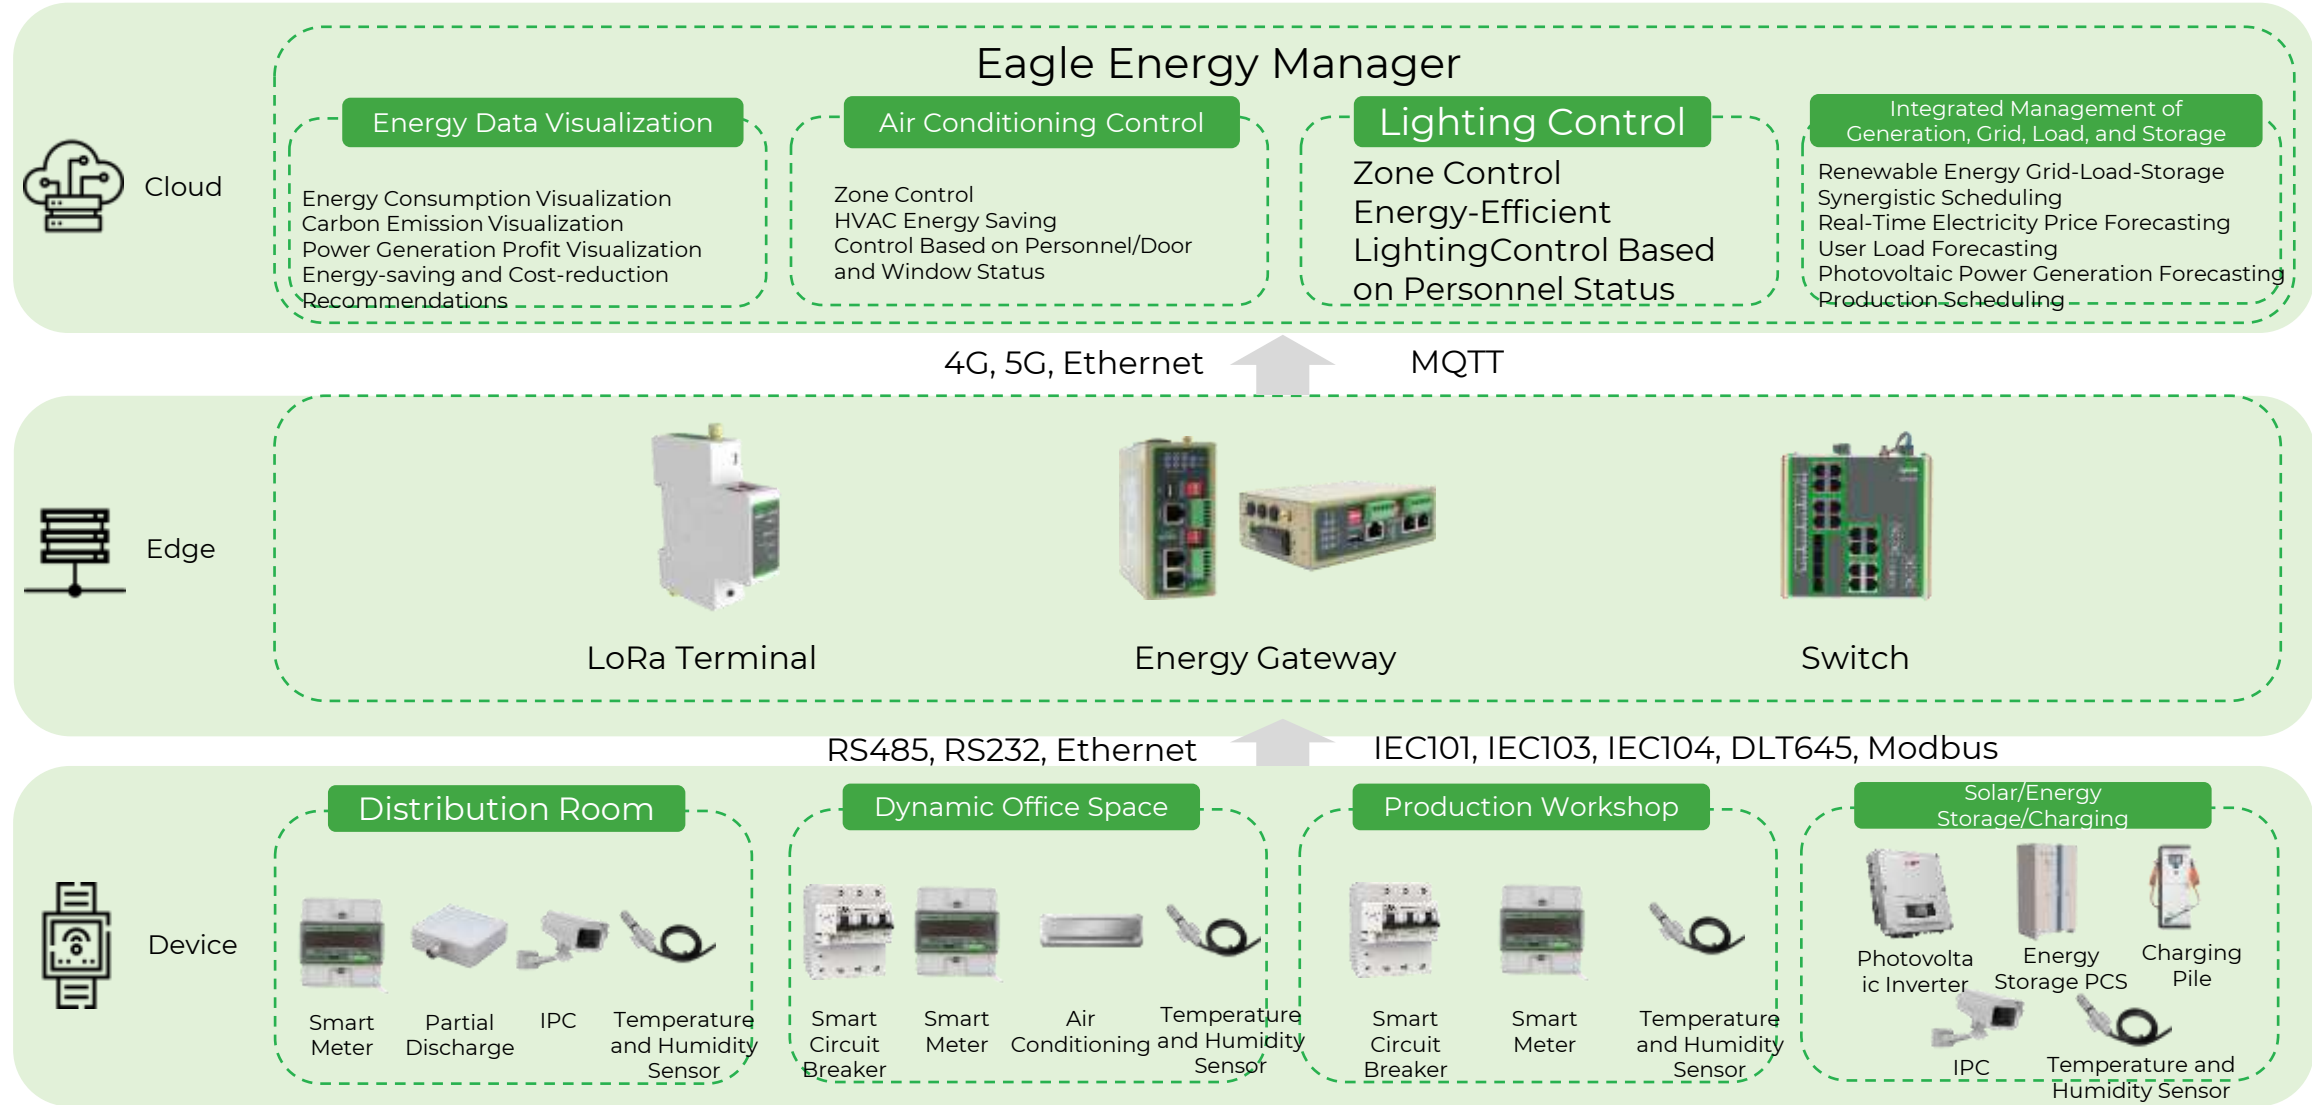 Eagle Energy Manager
Cloud
Energy Data Visualization
Energy Consumption Visualization
Carbon Emission Visualization
Power Generation Profit Visualization
Energy-saving and Cost-reduction
Recommendations
Air Conditioning Control
Zone Control
HVAC Energy Saving
Control Based on Personnel/Door
and Window Status
Lighting Control
Zone Control
Energy-Efficient
LightingControl Based
on Personnel Status
Integrated Management of
Generation, Grid, Load, and Storage
Renewable Energy Grid-Load-Storage
Synergistic Scheduling
Real-Time Electricity Price Forecasting
User Load Forecasting
Photovoltaic Power Generation Forecasting
Production Scheduling
4G, 5G, Ethernet
MQTT
Edge
LoRa Terminal
Energy Gateway
Switch
RS485, RS232, Ethernet
IEC101, IEC103, IEC104, DLT645, Modbus
Device
Distribution Room
Smart
Meter
Partial
Discharge
IPC
Temperature
and Humidity
Sensor
Dynamic Office Space
Smart
Circuit
Breaker
Smart
Meter
Air
Conditioning
Temperature
and Humidity
Sensor
Production Workshop
Smart
Circuit
Breaker
Smart
Meter
Temperature
and Humidity
Sensor
Solar/Energy
Storage/Charging
Photovolta
ic Inverter
Energy
Storage PCS
Charging
Pile
IPC
Temperature and
Humidity Sensor